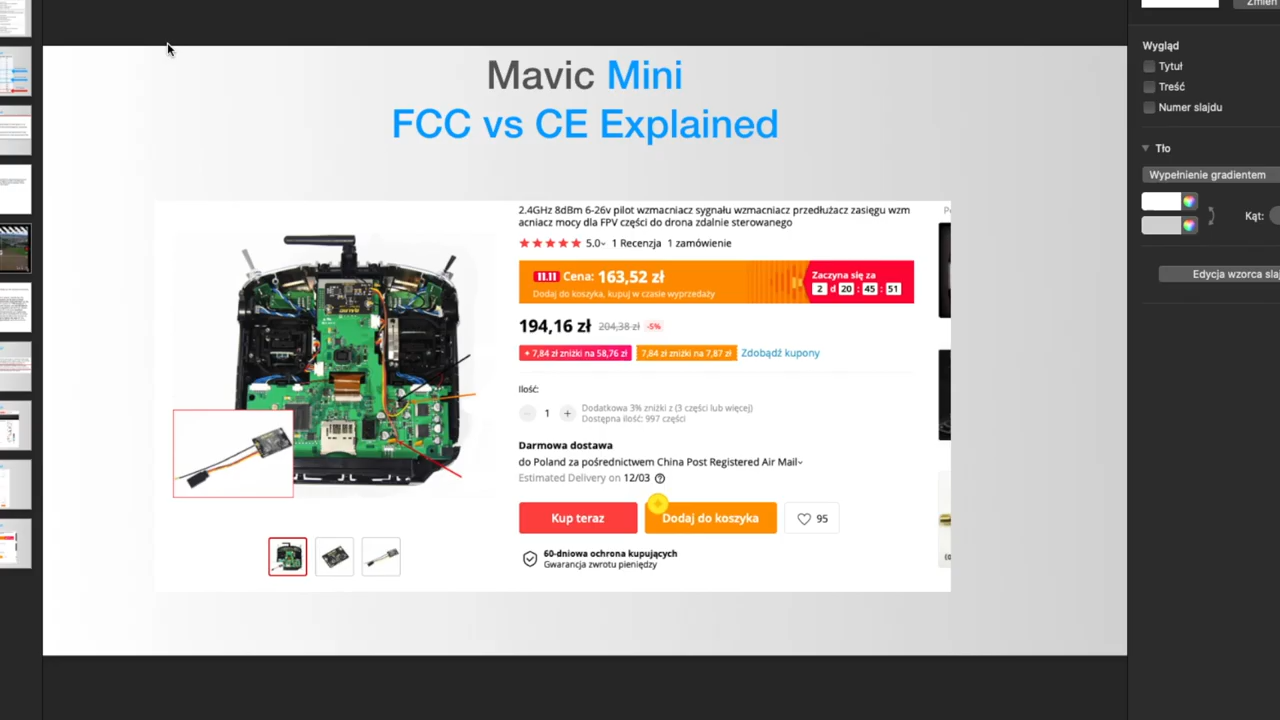 Zmień
Wygląd
Tytuł
Treść
Numer slajdu
Tło
Wypełnienie gradientem
Kąt:
Edycja wzorca
Mavic Mini
FCC vs CE Explained
2.4GHz 8dBm 6-26v pilot wzmacniacz sygnału wzmacniacz przedłużacz zasięgu wzm
acniacz mocy dla FPV części do drona zdalnie sterowanego
5.0 1 Recenzja 1 zamówienie
11.11 Cena: 163,52 zł
Dodaj do koszyka, kupuj w czasie wyprzedaży
Zaczyna się za
2 d 20 : 45 : 51
194,16 zł 204,38 zł -5%
+ 7,84 zł zniżki na 58,76 zł 7,84 zł zniżki na 7,87 zł Zdobądź kupony
Ilość:
1
Dodatkowa 3% zniżki z (3 części lub więcej)
Dostępna ilość: 997 części
Darmowa dostawa
do Poland za pośrednictwem China Post Registered Air Mail
Estimated Delivery on 12/03
Kup teraz
Dodaj do koszyka
95
60-dniowa ochrona kupujących
Gwarancja zwrotu pieniędzy